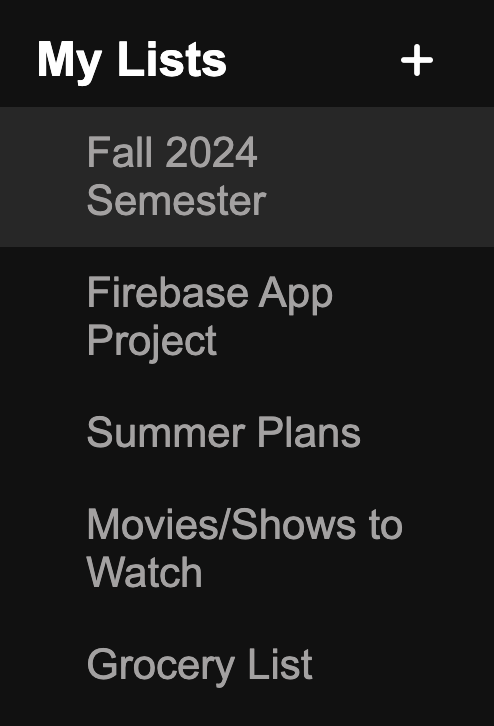 My Lists +
Fall 2024
Semester
Firebase App
Project
Summer Plans
Movies/Shows to
Watch
Grocery List